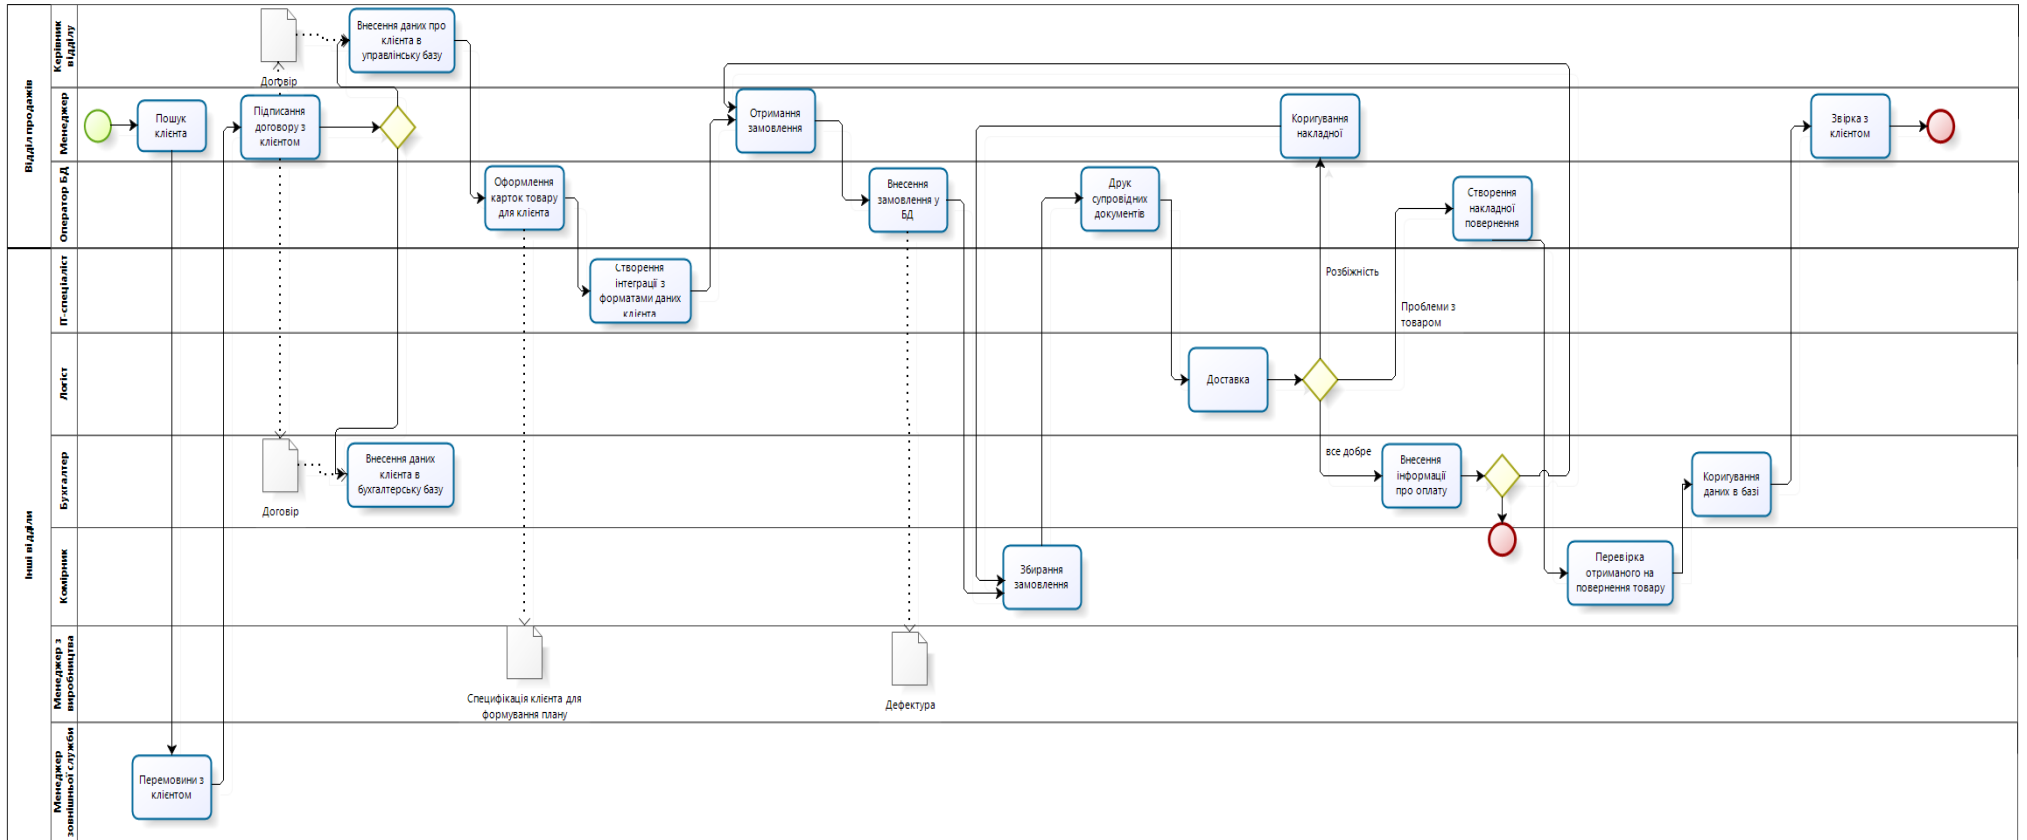 Відділ продажів
Керівник
відділу
Договір
Внесення даних про
клієнта в
управлінську базу
Менеджер
Пошук
клієнта
Підписання
договору з
клієнтом
Отримання
замовлення
Коригування
накладної
Звірка з
клієнтом
Оператор БД
Оформлення
карток товару
для клієнта
Внесення
замовлення у
БД
Друк
супровідних
документів
Створення
накладної
повернення
Інші відділи
ІТ-спеціаліст
Створення
інтеграції з
форматами даних
клієнта
Розбіжність
Проблеми з
товаром
Логіст
Доставка
Бухгалтер
Договір
Внесення даних
клієнта в
бухгалтерську базу
все добре
Внесення
інформації
про оплату
Коригування
даних в базі
Комірник
Збирання
замовлення
Перевірка
отриманого на
повернення товару
Менеджер з
виробництва
Специфікація клієнта для
формування плану
Дефектура
Менеджер
зовнішньої служби
Перемовини з
клієнтом